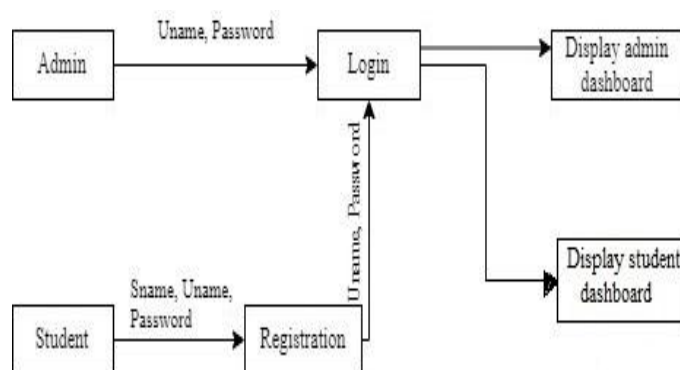 Uname, Password
Admin
Login
Display admin
dashboard
Uname, Password
Display student
dashboard
Sname, Uname,
Password
Student
Registration